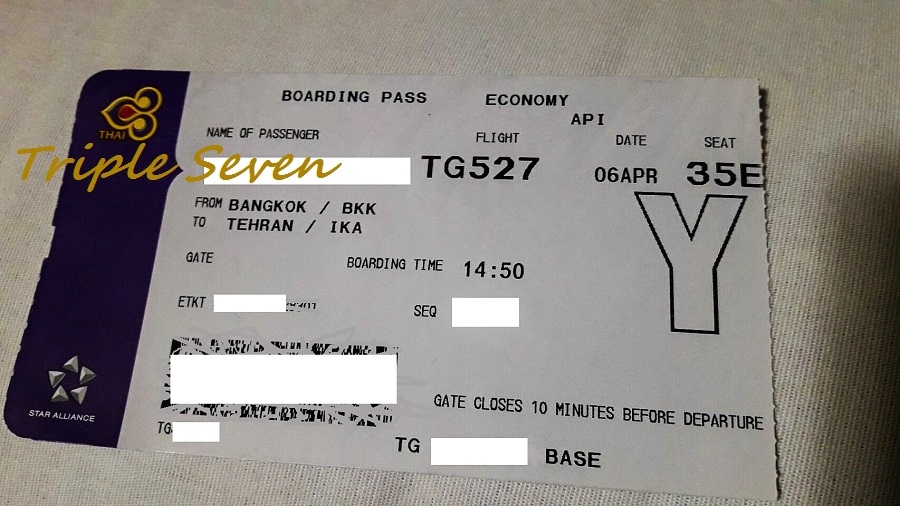 BOARDING PASS ECONOMY
API
THAI
NAME OF PASSENGER FLIGHT DATE SEAT
Triple Seven
TG527 06APR 35E
FROM BANGKOK / BKK
TO TEHRAN / IKA
Y
GATE BOARDING TIME 14:50
ETKT SEQ
STAR ALLIANCE
GATE CLOSES 10 MINUTES BEFORE DEPARTURE
TG
TG BASE